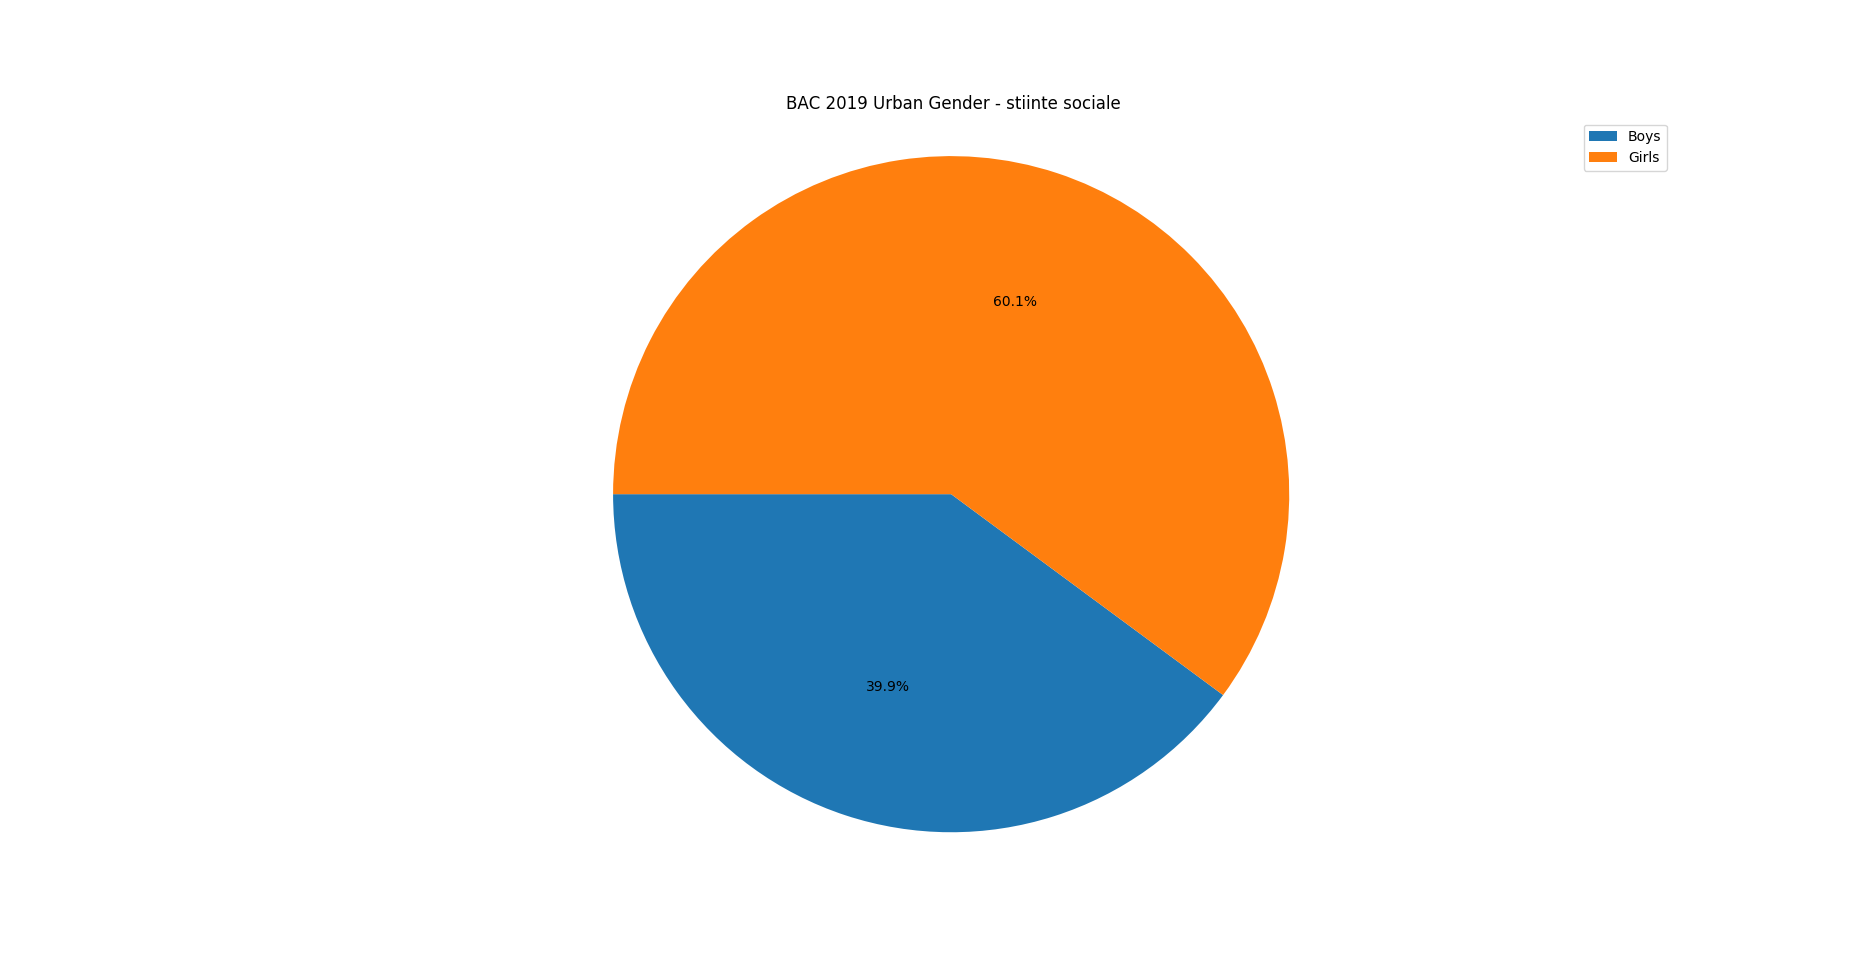 BAC 2019 Urban Gender - stiinte sociale
Boys
Girls
60.1%
39.9%